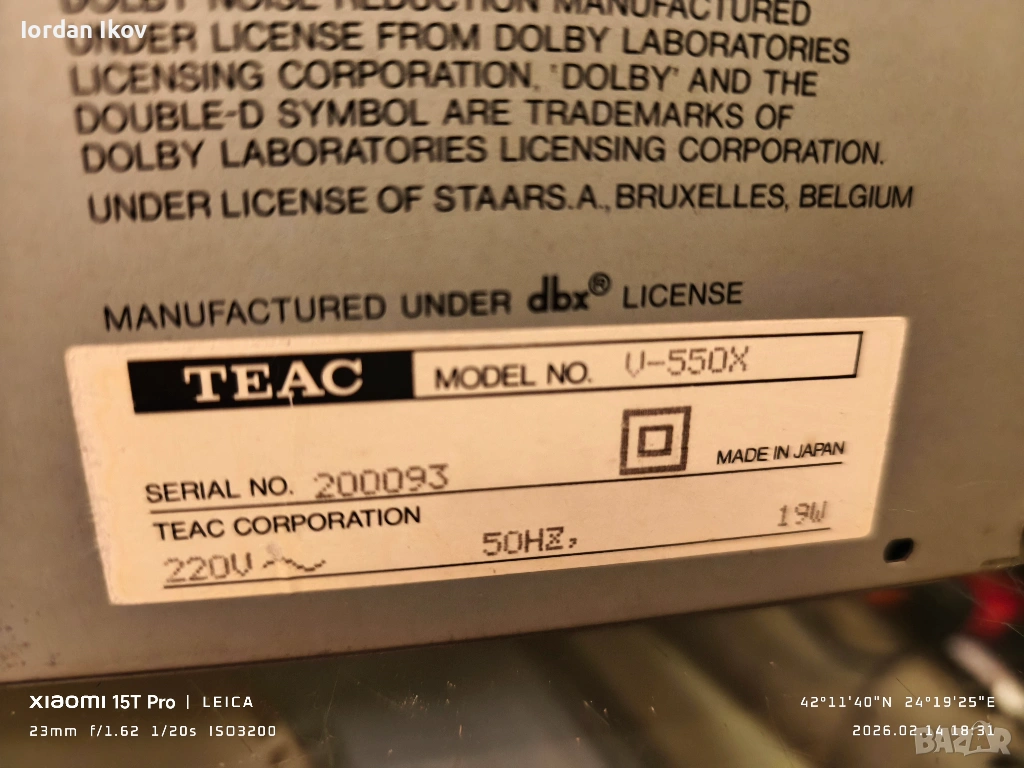 Iordan Ikov
DOLBY NOISE REDUCTION MANUFACTURED
UNDER LICENSE FROM DOLBY LABORATORIES
LICENSING CORPORATION. 'DOLBY' AND THE
DOUBLE-D SYMBOL ARE TRADEMARKS OF
DOLBY LABORATORIES LICENSING CORPORATION.
UNDER LICENSE OF STAAR S.A., BRUXELLES, BELGIUM
MANUFACTURED UNDER dbx® LICENSE
TEAC MODEL NO. V-550X
MADE IN JAPAN
SERIAL NO. 200093
TEAC CORPORATION
220V 50HZ, 19W
XIAOMI 15T Pro | LEICA
23mm f/1.62 1/20s ISO3200
42°11'40"N 24°19'25"E
2026.02.14 18:31
BAZAR